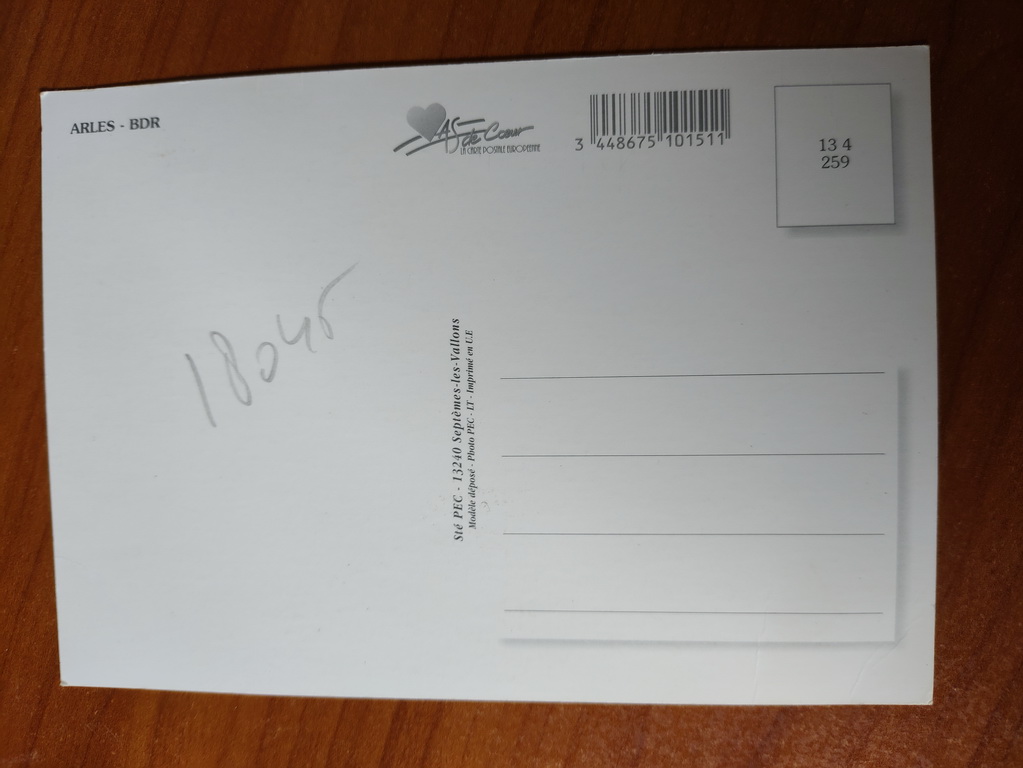 ARLES - BDR
AS de Cœur
LA CARTE POSTALE EUROPEENNE
3 448675 101511
13 4
259
18045
Sté PEC - 13240 Septèmes-les-Vallons
Modèle déposé - Photo PEC - LT - Imprimé en U.E